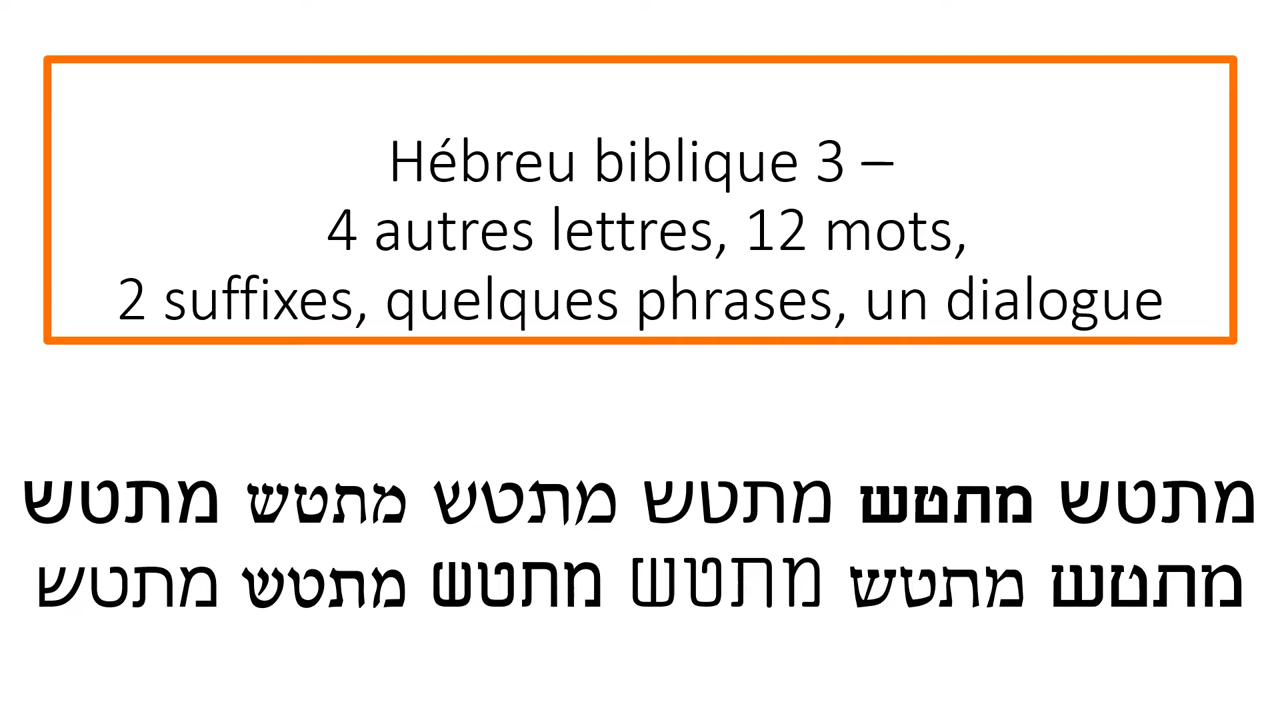 Hébreu biblique 3 –
4 autres lettres, 12 mots,
2 suffixes, quelques phrases, un dialogue
מתטש מתטש מתטש מתטש מתטש מתטש
מתטש מתטש מתטש מתטש מתטש מתטש